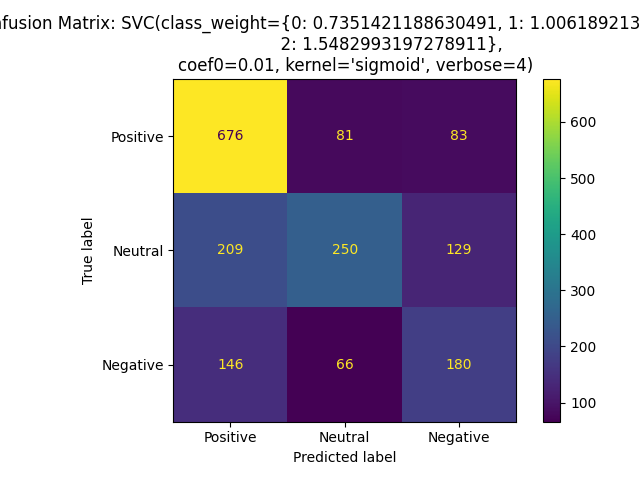 nfusion Matrix: SVC(class_weight={0: 0.7351421188630491, 1: 1.006189213
2: 1.5482993197278911},
coef0=0.01, kernel='sigmoid', verbose=4)
Positive 676 81 83
Neutral 209 250 129
Negative 146 66 180
Positive Neutral Negative
Predicted label
True label
600
500
400
300
200
100